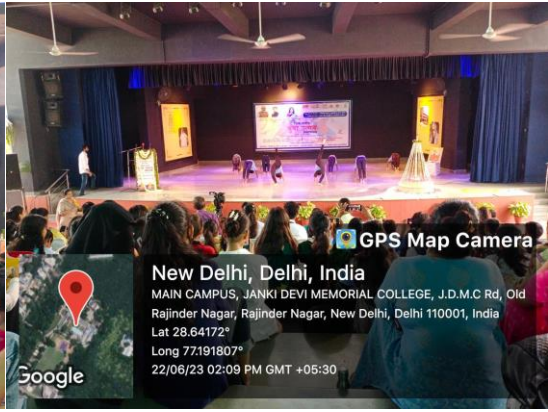 GPS Map Camera
New Delhi, Delhi, India
MAIN CAMPUS, JANKI DEVI MEMORIAL COLLEGE, J.D.M.C Rd, Old
Rajinder Nagar, Rajinder Nagar, New Delhi, Delhi 110001, India
Lat 28.64172°
Long 77.191807°
22/06/23 02:09 PM GMT +05:30
Google